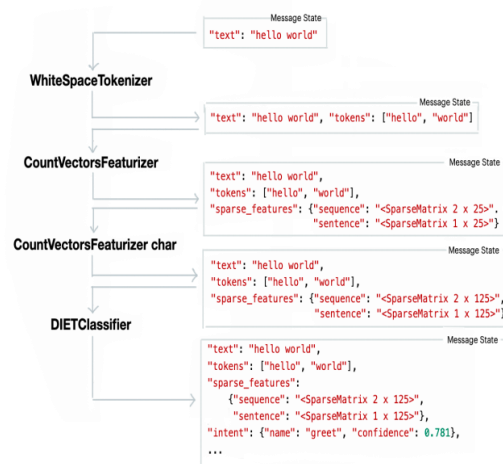 Message State
"text": "hello world"
WhiteSpaceTokenizer
Message State
"text": "hello world", "tokens": ["hello", "world"]
CountVectorsFeaturizer
Message State
"text": "hello world",
"tokens": ["hello", "world"],
"sparse_features": {"sequence": "<SparseMatrix 2 x 25>".
"sentence": "<SparseMatrix 1 x 25>"}
CountVectorsFeaturizer char
Message State
"text": "hello world",
"tokens": ["hello", "world"],
"sparse_features": {"sequence": "<SparseMatrix 2 x 125>",
"sentence": "<SparseMatrix 1 x 125>"}
DIETClassifier
Message State
"text": "hello world",
"tokens": ["hello", "world"],
"sparse_features":
{"sequence": "<SparseMatrix 2 x 125>",
"sentence": "<SparseMatrix 1 x 125>"},
"intent": {"name": "greet", "confidence": 0.781},
...